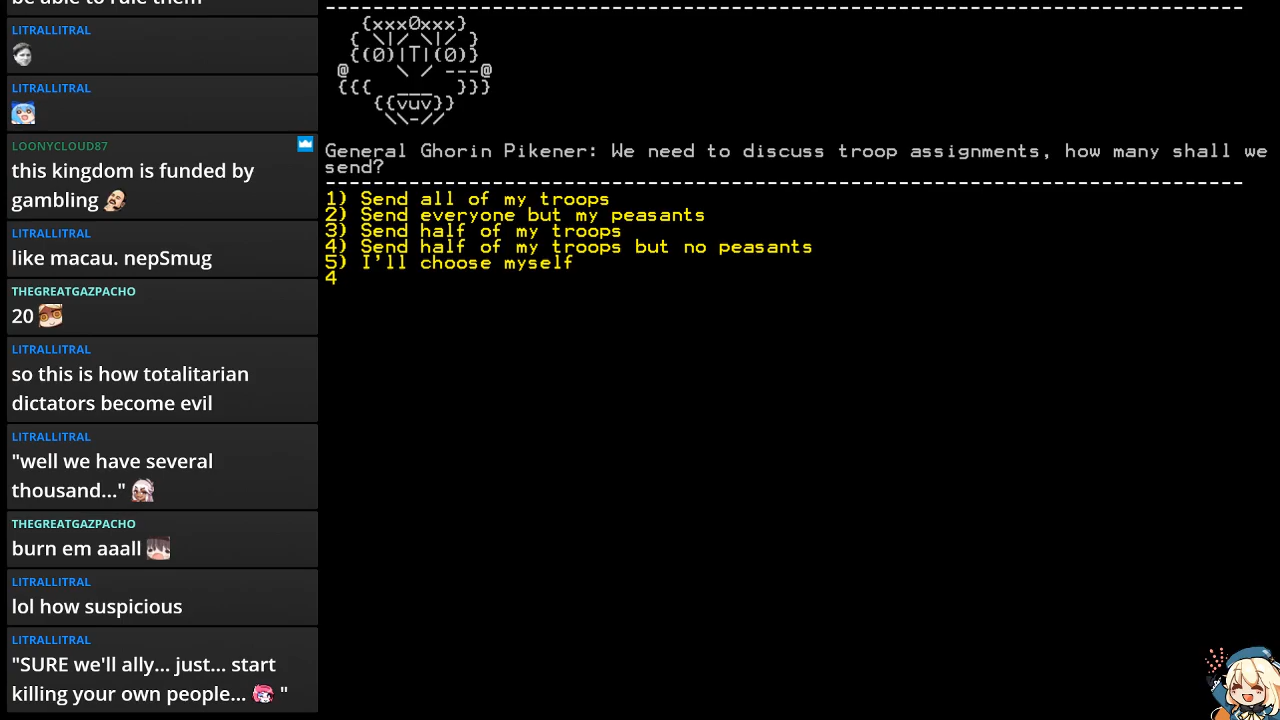 be able to rule them
LITRALLITRAL
LITRALLITRAL
LOONYCLOUD87
this kingdom is funded by
gambling
LITRALLITRAL
like macau. nepSmug
THEGREATGAZPACHO
20
LITRALLITRAL
so this is how totalitarian
dictators become evil
LITRALLITRAL
"well we have several
thousand..."
THEGREATGAZPACHO
burn em aaall
LITRALLITRAL
lol how suspicious
LITRALLITRAL
"SURE we'll ally... just... start
killing your own people... "
--------------------------------------------------------------------------------
{xxx0xxx}
{ \|/ \|/ }
{(0)|T|(0)}
@ \ / ---@
{{{ ___ }}}
{{vuv}}
\\-//
General Ghorin Pikener: We need to discuss troop assignments, how many shall we
send?
--------------------------------------------------------------------------------
1) Send all of my troops
2) Send everyone but my peasants
3) Send half of my troops
4) Send half of my troops but no peasants
5) I'll choose myself
4